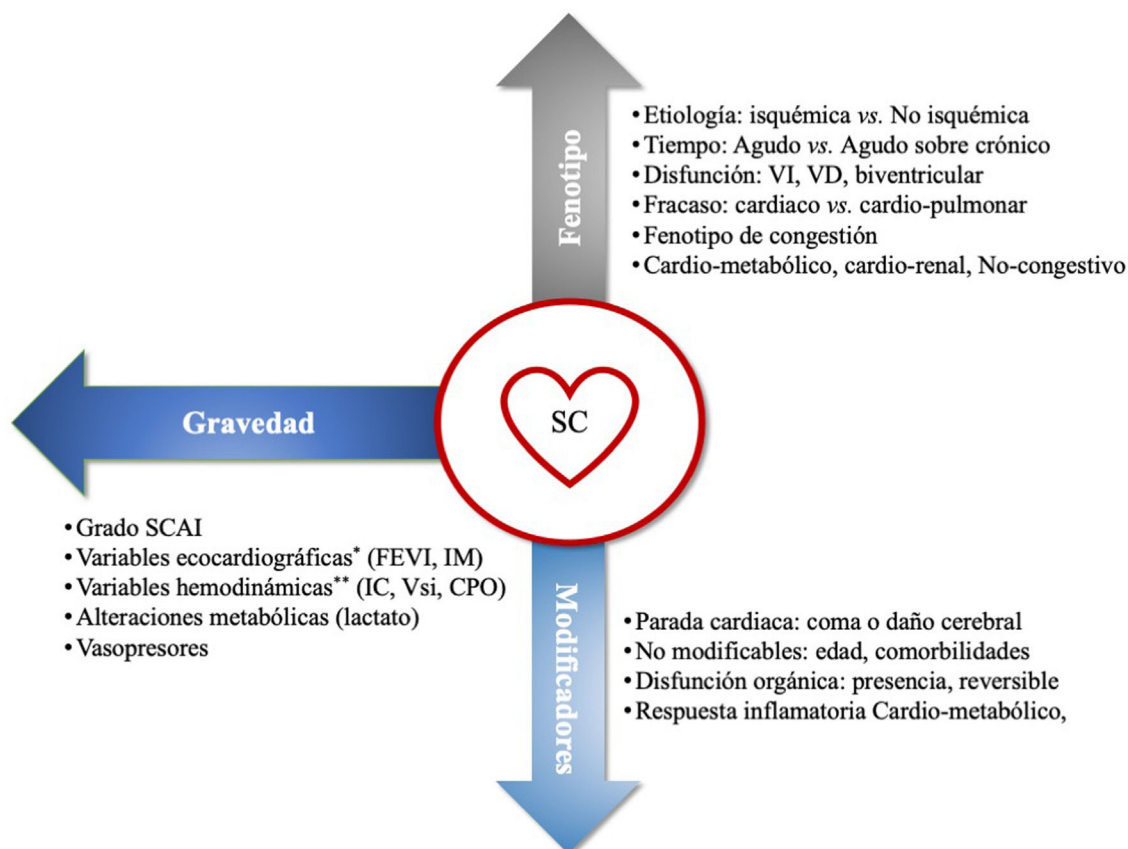 Fenotipo
• Etiología: isquémica vs. No isquémica
• Tiempo: Agudo vs. Agudo sobre crónico
• Disfunción: VI, VD, biventricular
• Fracaso: cardiaco vs. cardio-pulmonar
• Fenotipo de congestión
• Cardio-metabólico, cardio-renal, No-congestivo
SC
Gravedad
• Grado SCAI
• Variables ecocardiográficas* (FEVI, IM)
• Variables hemodinámicas** (IC, Vsi, CPO)
• Alteraciones metabólicas (lactato)
• Vasopresores
Modificadores
• Parada cardiaca: coma o daño cerebral
• No modificables: edad, comorbilidades
• Disfunción orgánica: presencia, reversible
• Respuesta inflamatoria Cardio-metabólico,